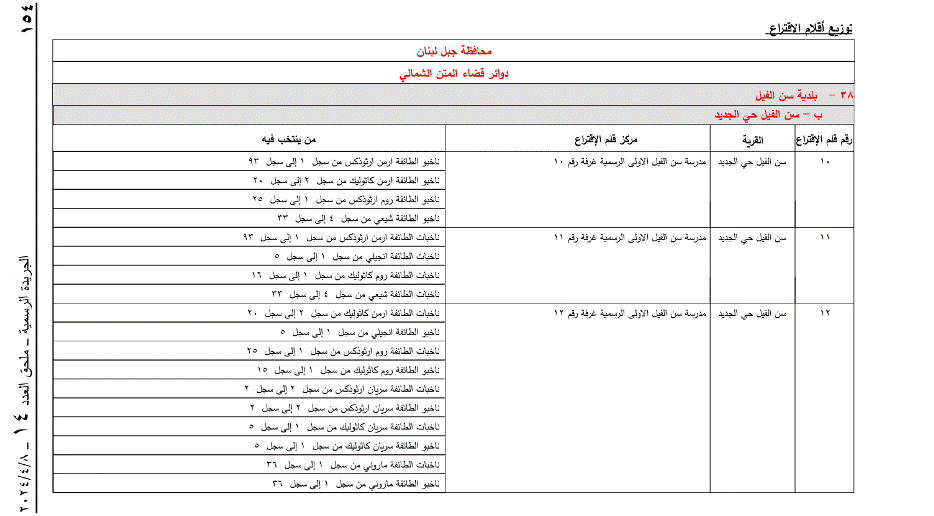 ١٥٤
الجريدة الرسمية – ملحق العدد ١٤ – ٢٠٢٤/٤/٨
توزيع أقلام الاقتراع
محافظة جبل لبنان
دوائر قضاء المتن الشمالي
٣٨ - بلدية سن الفيل
ب - سن الفيل حي الجديد
رقم قلم الإقتراع القرية مركز قلم الإقتراع من ينتخب فيه
١٠ سن الفيل حي الجديد مدرسة سن الفيل الاولى الرسمية غرفة رقم ١٠ ناخبو الطائفة ارمن ارثوذكس من سجل ١ إلى سجل ٩٣
ناخبو الطائفة ارمن كاثوليك من سجل ٢ إلى سجل ٢٠
ناخبو الطائفة روم ارثوذكس من سجل ١ إلى سجل ٢٥
ناخبو الطائفة شيعي من سجل ٤ إلى سجل ٣٣
١١ سن الفيل حي الجديد مدرسة سن الفيل الاولى الرسمية غرفة رقم ١١ ناخبات الطائفة ارمن ارثوذكس من سجل ١ إلى سجل ٩٣
ناخبات الطائفة انجيلي من سجل ١ إلى سجل ٥
ناخبات الطائفة روم كاثوليك من سجل ١ إلى سجل ١٦
ناخبات الطائفة شيعي من سجل ٤ إلى سجل ٣٣
١٢ سن الفيل حي الجديد مدرسة سن الفيل الاولى الرسمية غرفة رقم ١٢ ناخبات الطائفة ارمن كاثوليك من سجل ٢ إلى سجل ٢٠
ناخبو الطائفة انجيلي من سجل ١ إلى سجل ٥
ناخبات الطائفة روم ارثوذكس من سجل ١ إلى سجل ٢٥
ناخبو الطائفة روم كاثوليك من سجل ١ إلى سجل ١٥
ناخبات الطائفة سريان ارثوذكس من سجل ٢ إلى سجل ٢
ناخبو الطائفة سريان ارثوذكس من سجل ٢ إلى سجل ٢
ناخبات الطائفة سريان كاثوليك من سجل ١ إلى سجل ٥
ناخبو الطائفة سريان كاثوليك من سجل ١ إلى سجل ٥
ناخبات الطائفة ماروني من سجل ١ إلى سجل ٣٦
ناخبو الطائفة ماروني من سجل ١ إلى سجل ٣٦